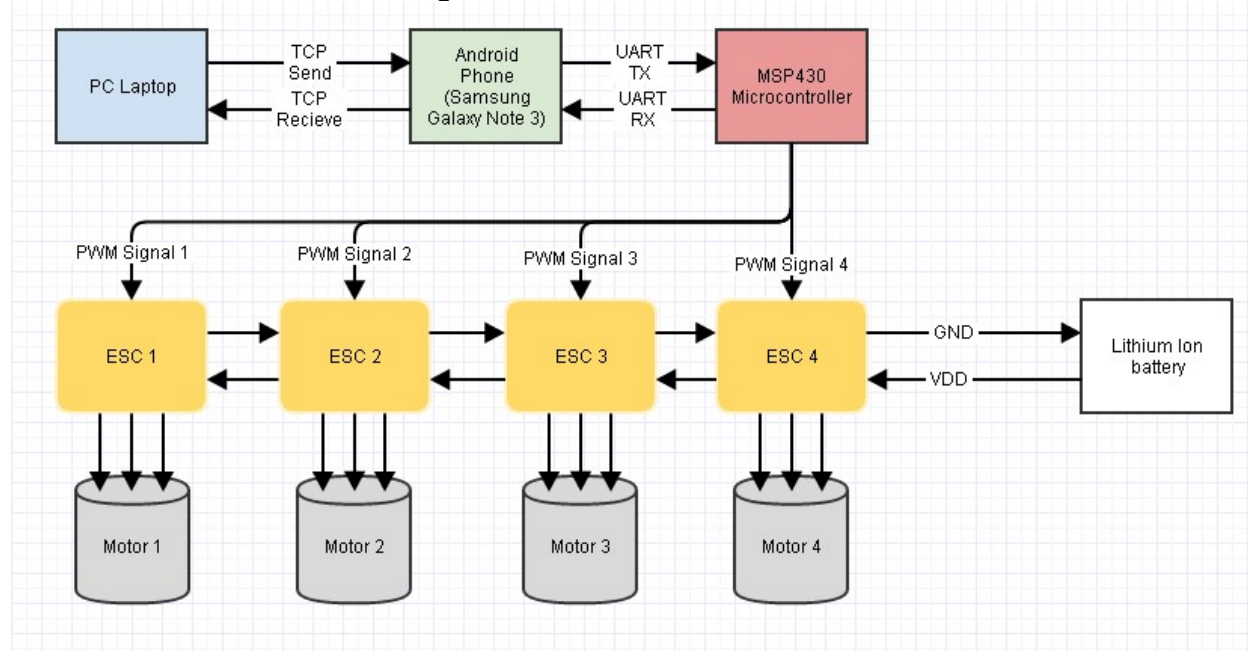 PC Laptop
TCP
Send
TCP
Recieve
Android
Phone
(Samsung
Galaxy Note 3)
UART
TX
UART
RX
MSP430
Microcontroller
PWM Signal 1
PWM Signal 2
PWM Signal 3
PWM Signal 4
ESC 1
ESC 2
ESC 3
ESC 4
GND
VDD
Lithium Ion
battery
Motor 1
Motor 2
Motor 3
Motor 4